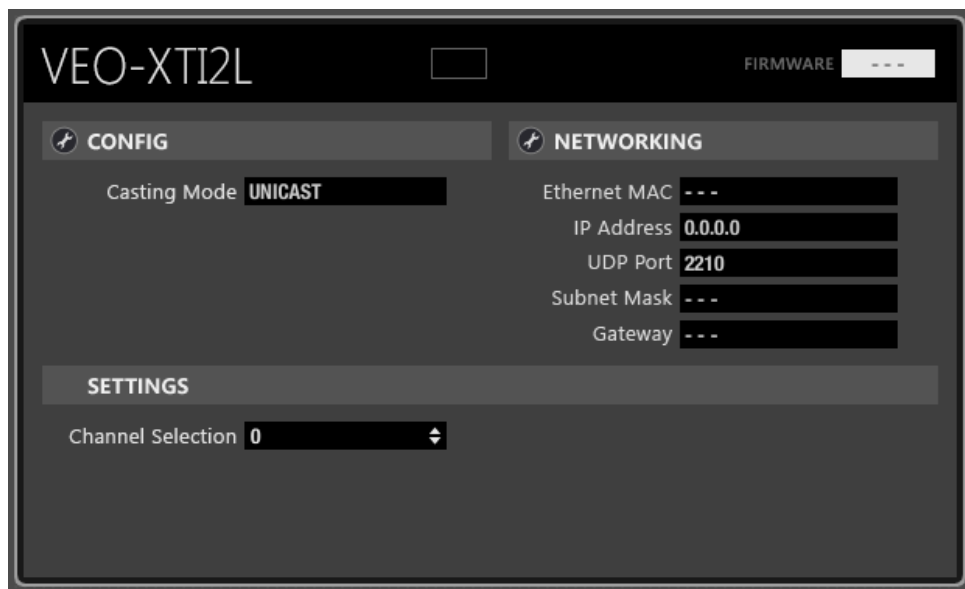 VEO-XTI2L
FIRMWARE - - -
CONFIG
Casting Mode UNICAST
NETWORKING
Ethernet MAC - - -
IP Address 0.0.0.0
UDP Port 2210
Subnet Mask - - -
Gateway - - -
SETTINGS
Channel Selection 0